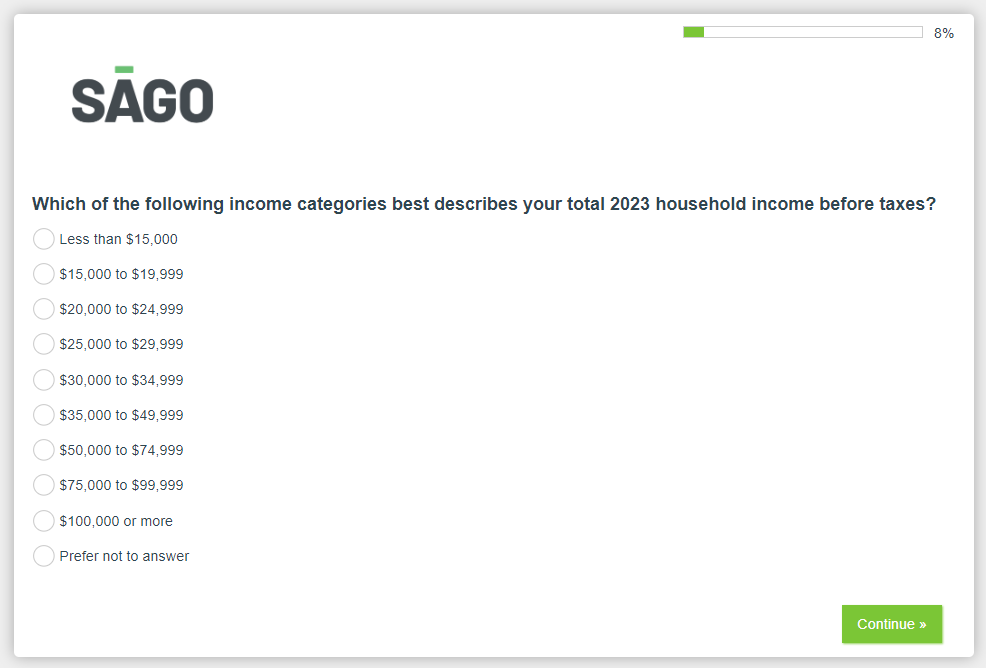 8%
SĀGO
Which of the following income categories best describes your total 2023 household income before taxes?
Less than $15,000
$15,000 to $19,999
$20,000 to $24,999
$25,000 to $29,999
$30,000 to $34,999
$35,000 to $49,999
$50,000 to $74,999
$75,000 to $99,999
$100,000 or more
Prefer not to answer
Continue »